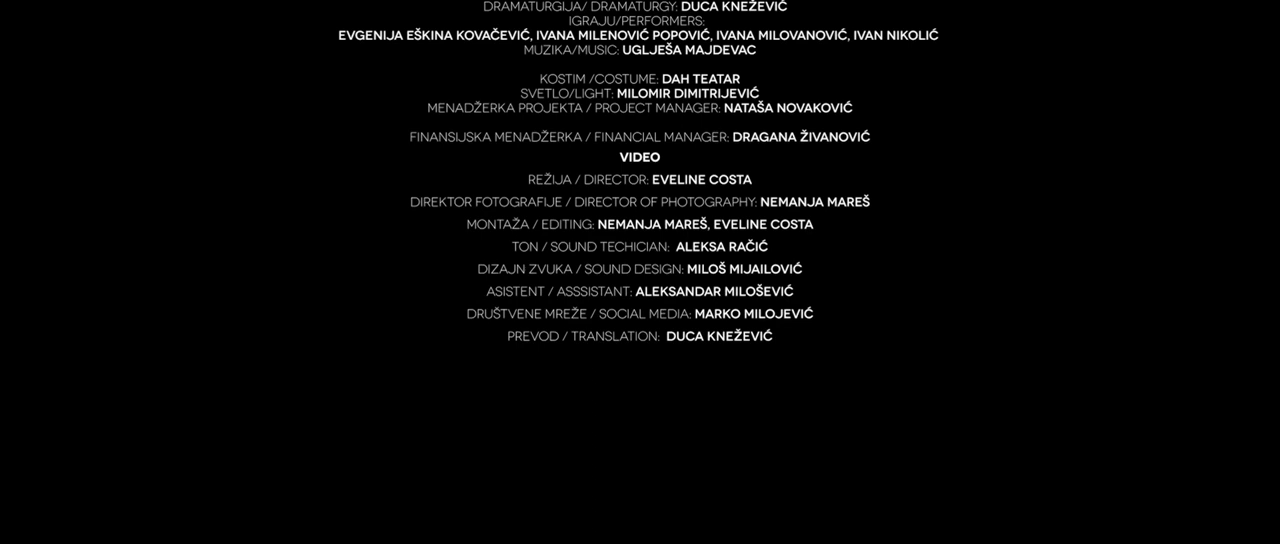 DRAMATURGIJA/ DRAMATURGY: DUCA KNEŽEVIĆ
IGRAJU/PERFORMERS:
EVGENIJA EŠKINA KOVAČEVIĆ, IVANA MILENOVIĆ POPOVIĆ, IVANA MILOVANOVIĆ, IVAN NIKOLIĆ
MUZIKA/MUSIC: UGLJEŠA MAJDEVAC
KOSTIM /COSTUME: DAH TEATAR
SVETLO/LIGHT: MILOMIR DIMITRIJEVIĆ
MENADŽERKA PROJEKTA / PROJECT MANAGER: NATAŠA NOVAKOVIĆ
FINANSIJSKA MENADŽERKA / FINANCIAL MANAGER: DRAGANA ŽIVANOVIĆ
VIDEO
REŽIJA / DIRECTOR: EVELINE COSTA
DIREKTOR FOTOGRAFIJE / DIRECTOR OF PHOTOGRAPHY: NEMANJA MAREŠ
MONTAŽA / EDITING: NEMANJA MAREŠ, EVELINE COSTA
TON / SOUND TECHICIAN: ALEKSA RAČIĆ
DIZAJN ZVUKA / SOUND DESIGN: MILOŠ MIJAILOVIĆ
ASISTENT / ASSSISTANT: ALEKSANDAR MILOŠEVIĆ
DRUŠTVENE MREŽE / SOCIAL MEDIA: MARKO MILOJEVIĆ
PREVOD / TRANSLATION: DUCA KNEŽEVIĆ